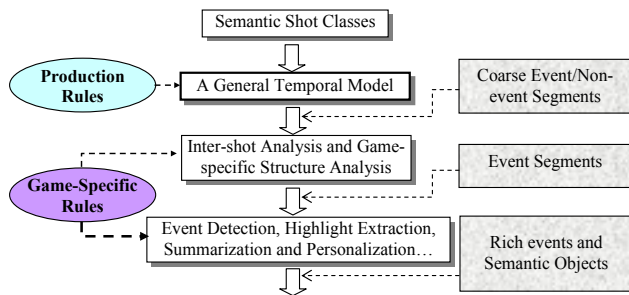 Semantic Shot Classes
Production
Rules
A General Temporal Model
Coarse Event/Non-
event Segments
Inter-shot Analysis and Game-
specific Structure Analysis
Event Segments
Game-Specific
Rules
Event Detection, Highlight Extraction,
Summarization and Personalization…
Rich events and
Semantic Objects